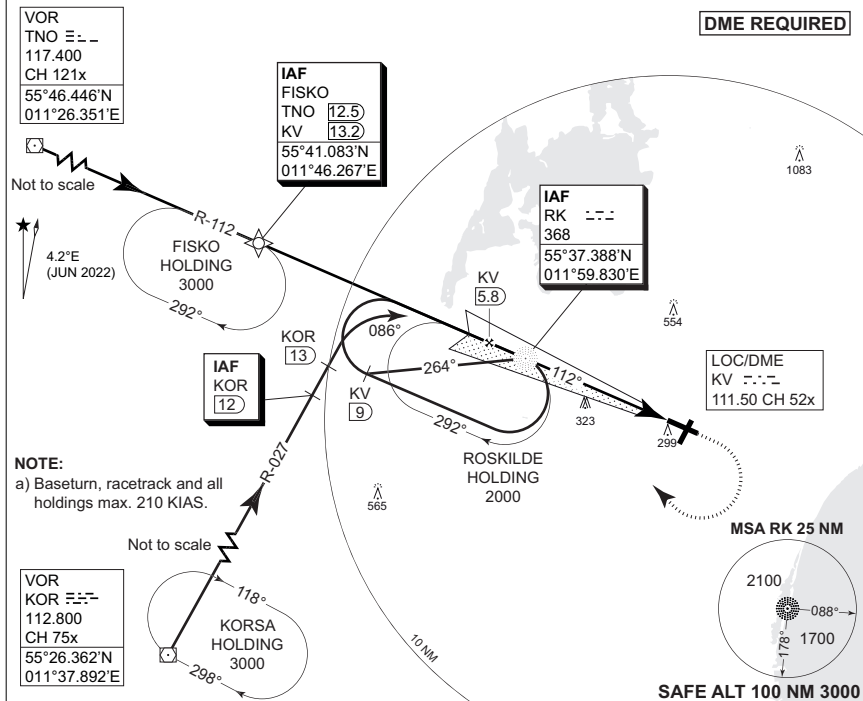 DME REQUIRED
VOR
TNO
117.400
CH 121x
55°46.446'N
011°26.351'E
Not to scale
4.2°E
(JUN 2022)
IAF
FISKO
TNO 12.5
KV 13.2
55°41.083'N
011°46.267'E
1083
R-112
FISKO
HOLDING
3000
292°
IAF
RK
368
55°37.388'N
011°59.830'E
KV
5.8
554
086°
KOR
13
IAF
KOR
12
264°
KV
9
112°
LOC/DME
KV
111.50 CH 52x
323
299
292°
ROSKILDE
HOLDING
2000
R-027
NOTE:
a) Baseturn, racetrack and all
holdings max. 210 KIAS.
565
Not to scale
VOR
KOR
112.800
CH 75x
55°26.362'N
011°37.892'E
118°
KORSA
HOLDING
3000
298°
10 NM
MSA RK 25 NM
2100
088°
178°
1700
SAFE ALT 100 NM 3000